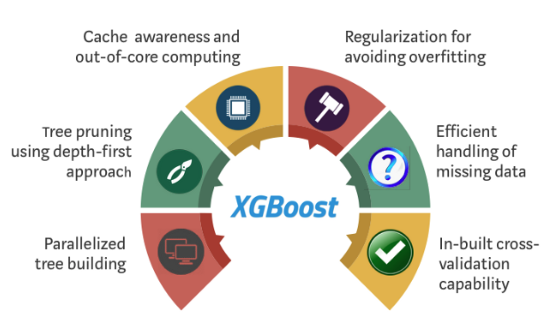 Cache awareness and
out-of-core computing
Regularization for
avoiding overfitting
Tree pruning
using depth-first
approach
Efficient
handling of
missing data
XGBoost
Parallelized
tree building
In-built cross-
validation
capability